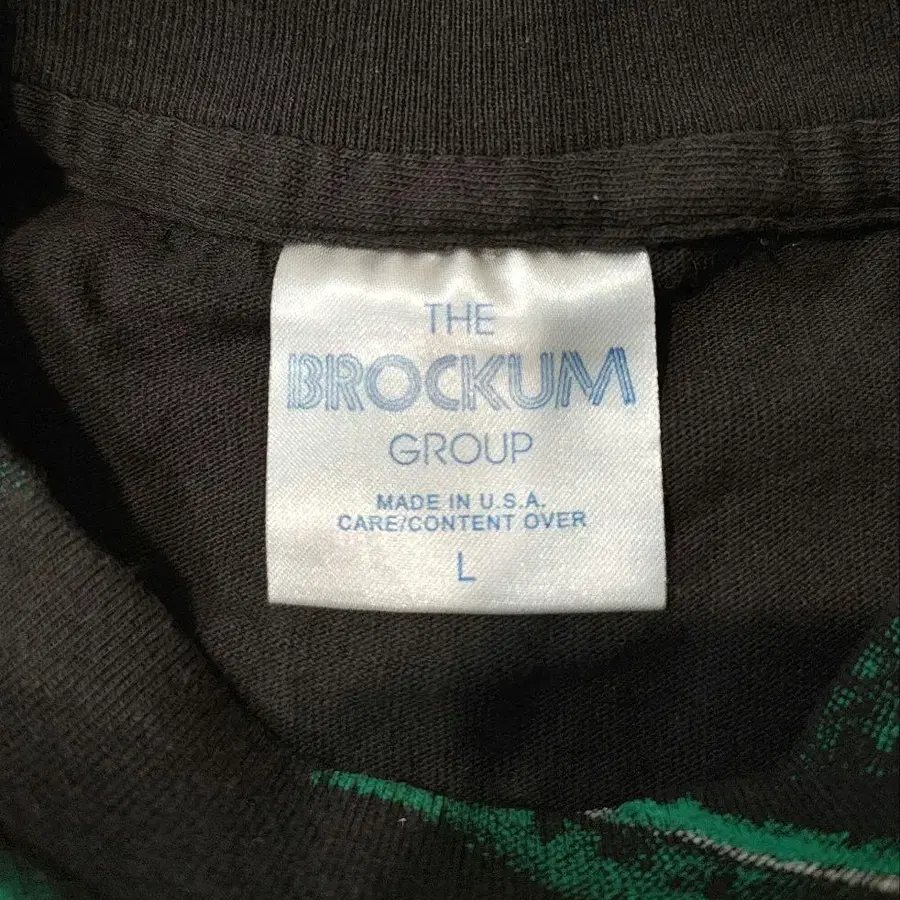 THE
BROCKUM
GROUP
MADE IN U.S.A.
CARE/CONTENT OVER
L